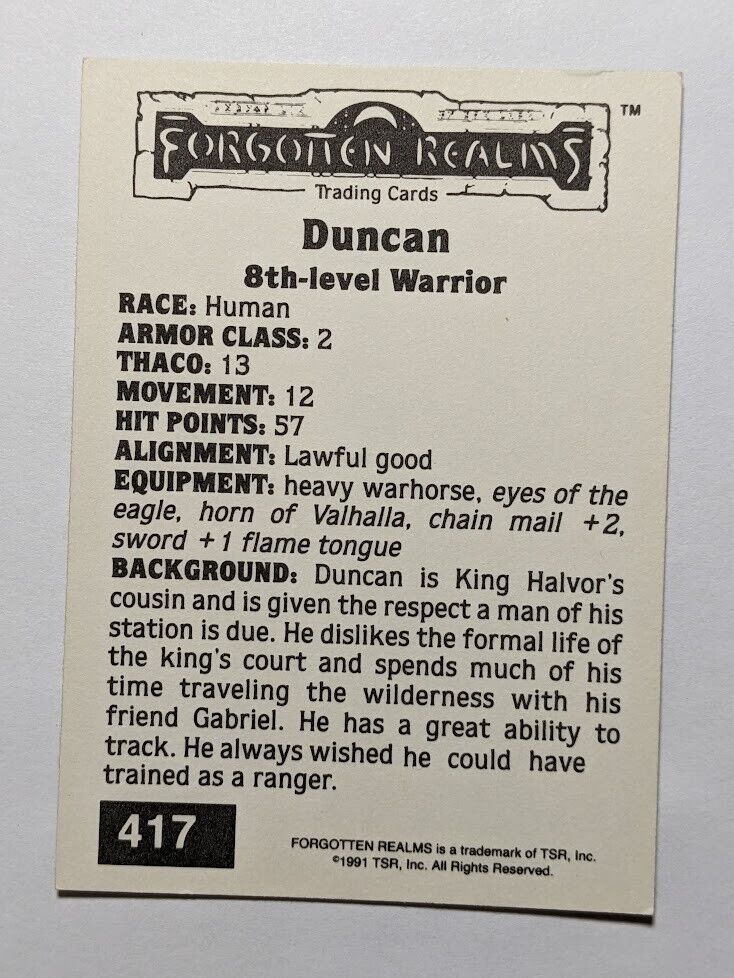 FORGOTTEN REALMS
TM
Trading Cards
Duncan
8th-level Warrior
RACE: Human
ARMOR CLASS: 2
THACO: 13
MOVEMENT: 12
HIT POINTS: 57
ALIGNMENT: Lawful good
EQUIPMENT: heavy warhorse, eyes of the
eagle, horn of Valhalla, chain mail +2,
sword +1 flame tongue
BACKGROUND: Duncan is King Halvor's
cousin and is given the respect a man of his
station is due. He dislikes the formal life of
the king's court and spends much of his
time traveling the wilderness with his
friend Gabriel. He has a great ability to
track. He always wished he could have
trained as a ranger.
417
FORGOTTEN REALMS is a trademark of TSR, Inc.
©1991 TSR, Inc. All Rights Reserved.